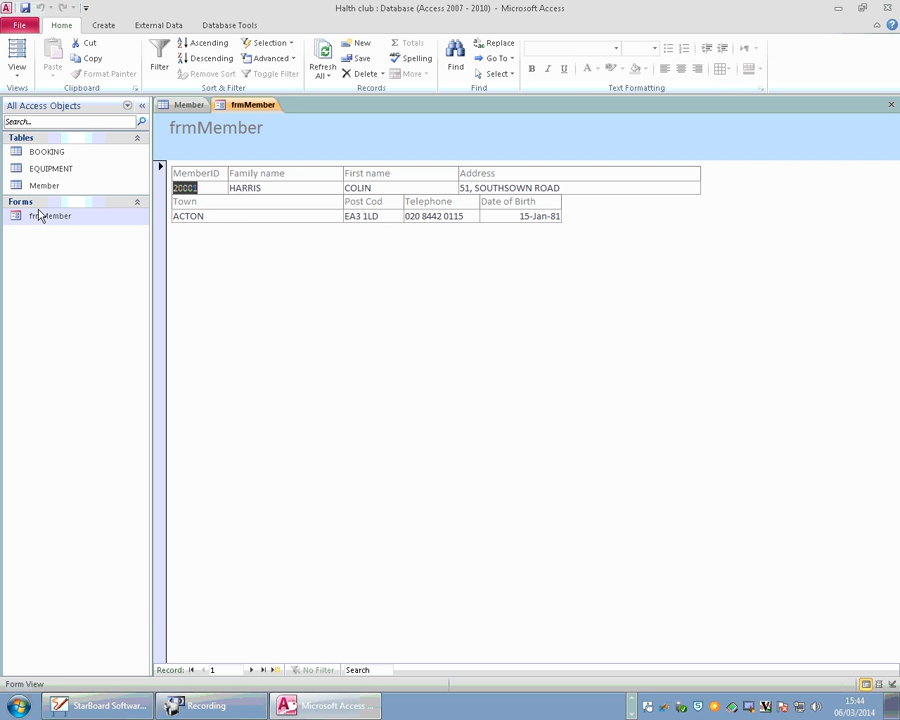 Halth club : Database (Access 2007 - 2010) - Microsoft Access
File Home Create External Data Database Tools
View
Views
Paste
Cut
Copy
Format Painter
Clipboard
Filter
Ascending
Descending
Remove Sort
Selection
Advanced
Toggle Filter
Sort & Filter
Refresh All
New
Save
Delete
Totals
Spelling
More
Records
Find
Replace
Go To
Select
Find
Text Formatting
All Access Objects
Search..
Tables
BOOKING
EQUIPMENT
Member
Forms
frmMember
Member frmMember
frmMember
MemberID Family name First name Address
20001 HARRIS COLIN 51, SOUTHSOWN ROAD
Town Post Cod Telephone Date of Birth
ACTON EA3 1LD 020 8442 0115 15-Jan-81
Record: 1 No Filter Search
Form View
StarBoard Softwar... Recording Microsoft Access ...
15:44
06/03/2014